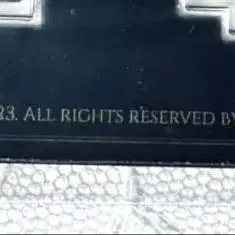 23. ALL RIGHTS RESERVED BY